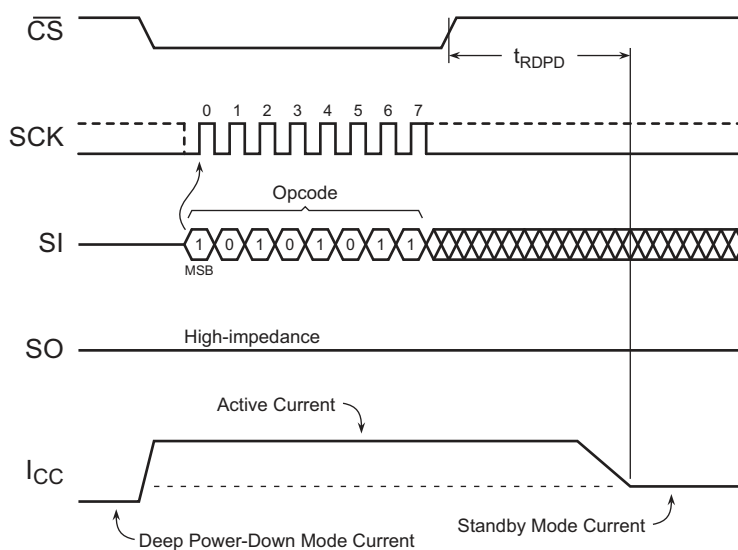 CS
tRDPD
0 1 2 3 4 5 6 7
SCK
Opcode
SI
1 0 1 0 1 0 1 1
MSB
High-impedance
SO
Active Current
ICC
Standby Mode Current
Deep Power-Down Mode Current